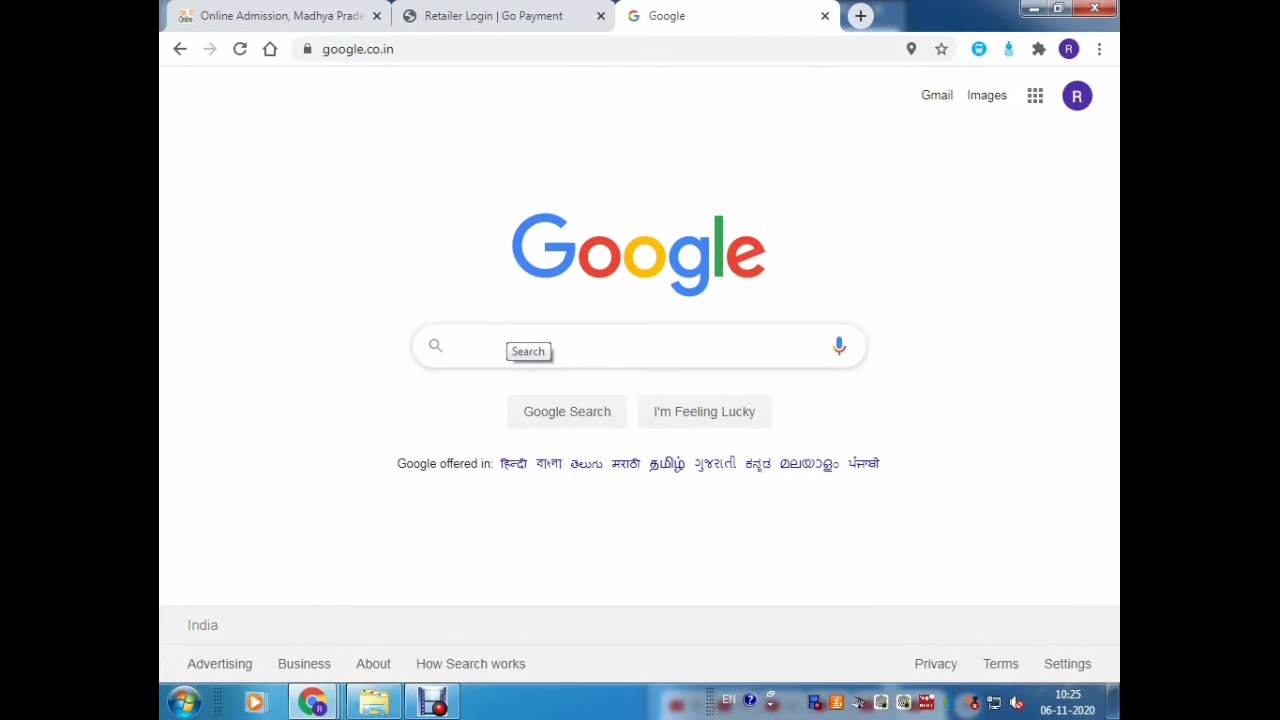 Online Admission, Madhya Prade
Retailer Login | Go Payment
Google
google.co.in
R
Gmail
Images
R
Google
Search
Google Search
I'm Feeling Lucky
Google offered in: हिन्दी বাংলা తెలుగు मराठी தமிழ் ગુજરાતી ಕನ್ನಡ മലയാളം ਪੰਜਾਬੀ
India
Advertising Business About How Search works
Privacy Terms Settings
EN
10:25
06-11-2020